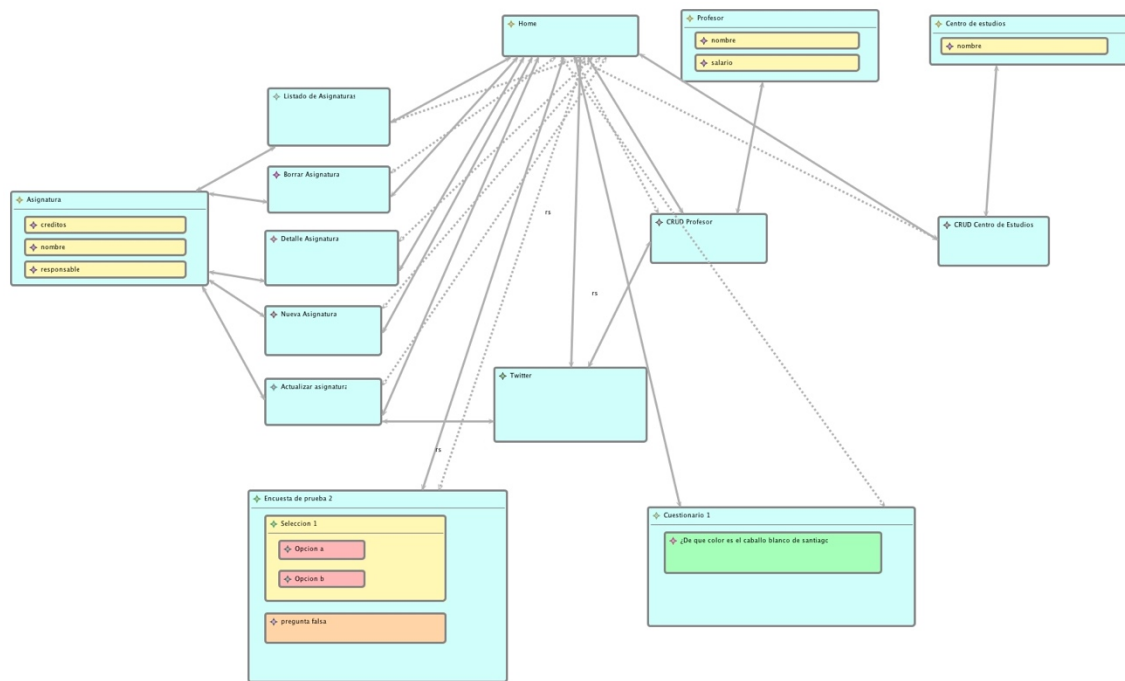 Home
Profesor
nombre
salario
Centro de estudios
nombre
Listado de Asignaturas
Borrar Asignatura
Asignatura
creditos
nombre
responsable
Detalle Asignatura
Nueva Asignatura
Actualizar asignatura
rs
CRUD Profesor
CRUD Centro de Estudios
rs
Twitter
rs
Encuesta de prueba 2
Seleccion 1
Opcion a
Opcion b
pregunta falsa
Cuestionario 1
¿De que color es el caballo blanco de santiago